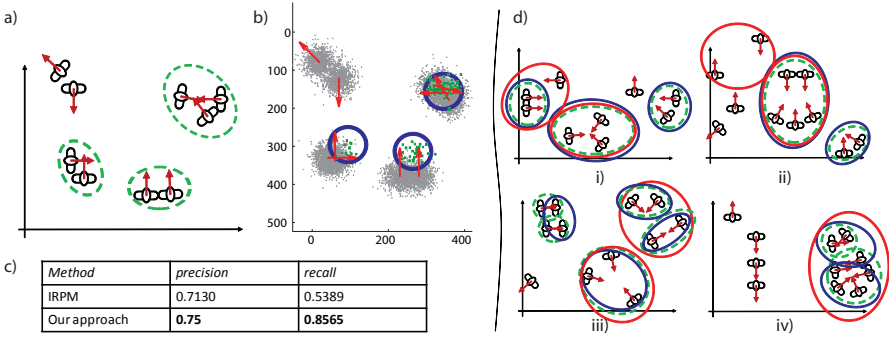 a)
b)
0
100
200
300
400
500
0
200
400
c)
Method precision recall
IRPM 0.7130 0.5389
Our approach 0.75 0.8565
d)
i)
ii)
iii)
iv)